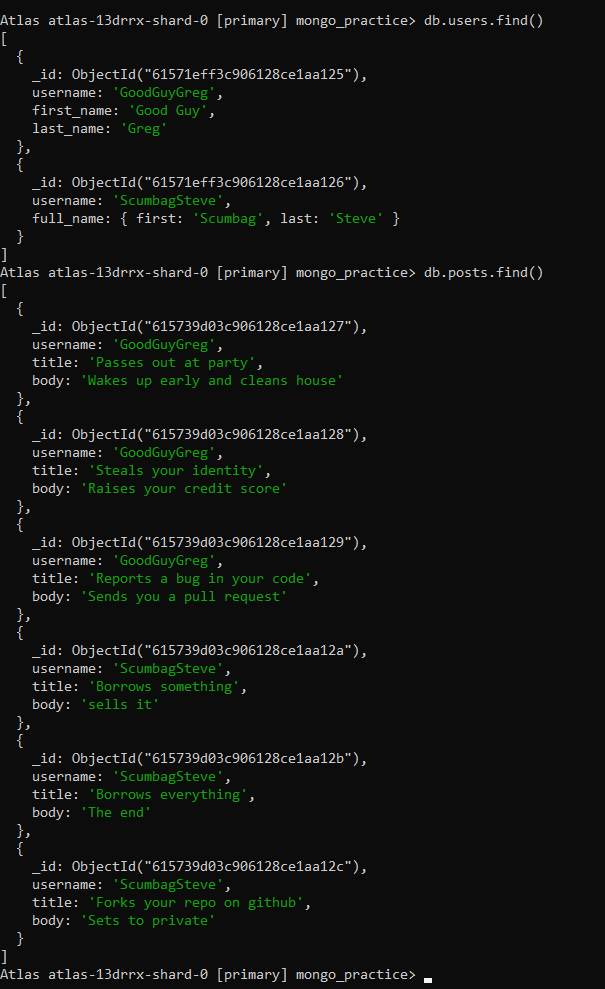 Atlas atlas-13drrx-shard-0 [primary] mongo_practice> db.users.find()
[
  {
    _id: ObjectId("61571eff3c906128ce1aa125"),
    username: 'GoodGuyGreg',
    first_name: 'Good Guy',
    last_name: 'Greg'
  },
  {
    _id: ObjectId("61571eff3c906128ce1aa126"),
    username: 'ScumbagSteve',
    full_name: { first: 'Scumbag', last: 'Steve' }
  }
]
Atlas atlas-13drrx-shard-0 [primary] mongo_practice> db.posts.find()
[
  {
    _id: ObjectId("615739d03c906128ce1aa127"),
    username: 'GoodGuyGreg',
    title: 'Passes out at party',
    body: 'Wakes up early and cleans house'
  },
  {
    _id: ObjectId("615739d03c906128ce1aa128"),
    username: 'GoodGuyGreg',
    title: 'Steals your identity',
    body: 'Raises your credit score'
  },
  {
    _id: ObjectId("615739d03c906128ce1aa129"),
    username: 'GoodGuyGreg',
    title: 'Reports a bug in your code',
    body: 'Sends you a pull request'
  },
  {
    _id: ObjectId("615739d03c906128ce1aa12a"),
    username: 'ScumbagSteve',
    title: 'Borrows something',
    body: 'sells it'
  },
  {
    _id: ObjectId("615739d03c906128ce1aa12b"),
    username: 'ScumbagSteve',
    title: 'Borrows everything',
    body: 'The end'
  },
  {
    _id: ObjectId("615739d03c906128ce1aa12c"),
    username: 'ScumbagSteve',
    title: 'Forks your repo on github',
    body: 'Sets to private'
  }
]
Atlas atlas-13drrx-shard-0 [primary] mongo_practice>